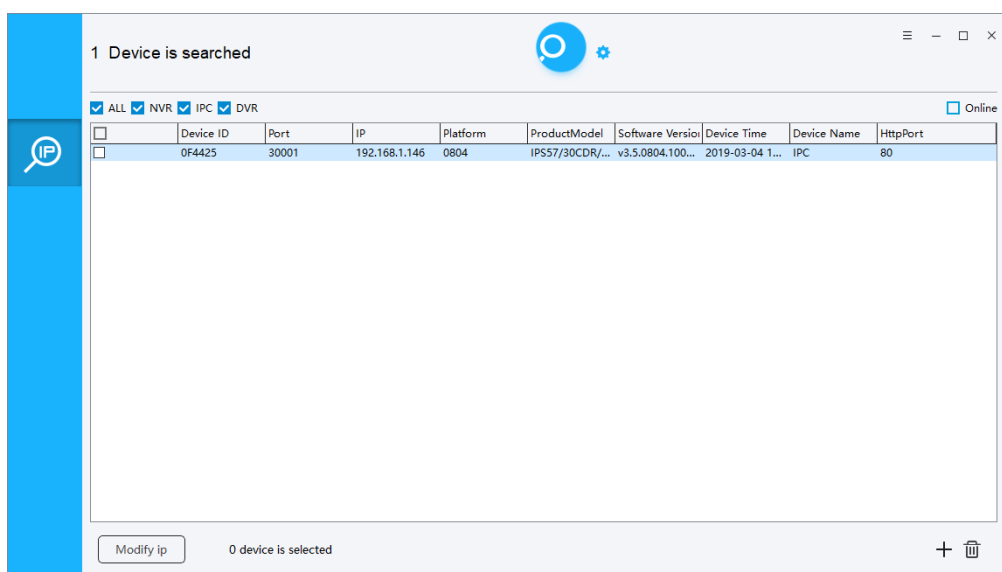 1 Device is searched
ALL NVR IPC DVR Online
Device ID Port IP Platform ProductModel Software Version Device Time Device Name HttpPort
0F4425 30001 192.168.1.146 0804 IPS57/30CDR/... v3.5.0804.100... 2019-03-04 1... IPC 80
IP
Modify ip 0 device is selected